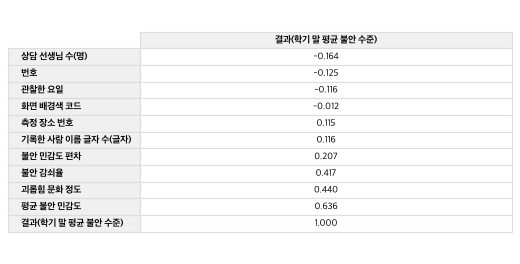 결과(학기 말 평균 불안 수준)
상담 선생님 수(명) -0.164
번호 -0.125
관찰한 요일 -0.116
화면 배경색 코드 -0.012
측정 장소 번호 0.115
기록한 사람 이름 글자 수(글자) 0.116
불안 민감도 편차 0.207
불안 감쇠율 0.417
괴롭힘 문화 정도 0.440
평균 불안 민감도 0.636
결과(학기 말 평균 불안 수준) 1.000